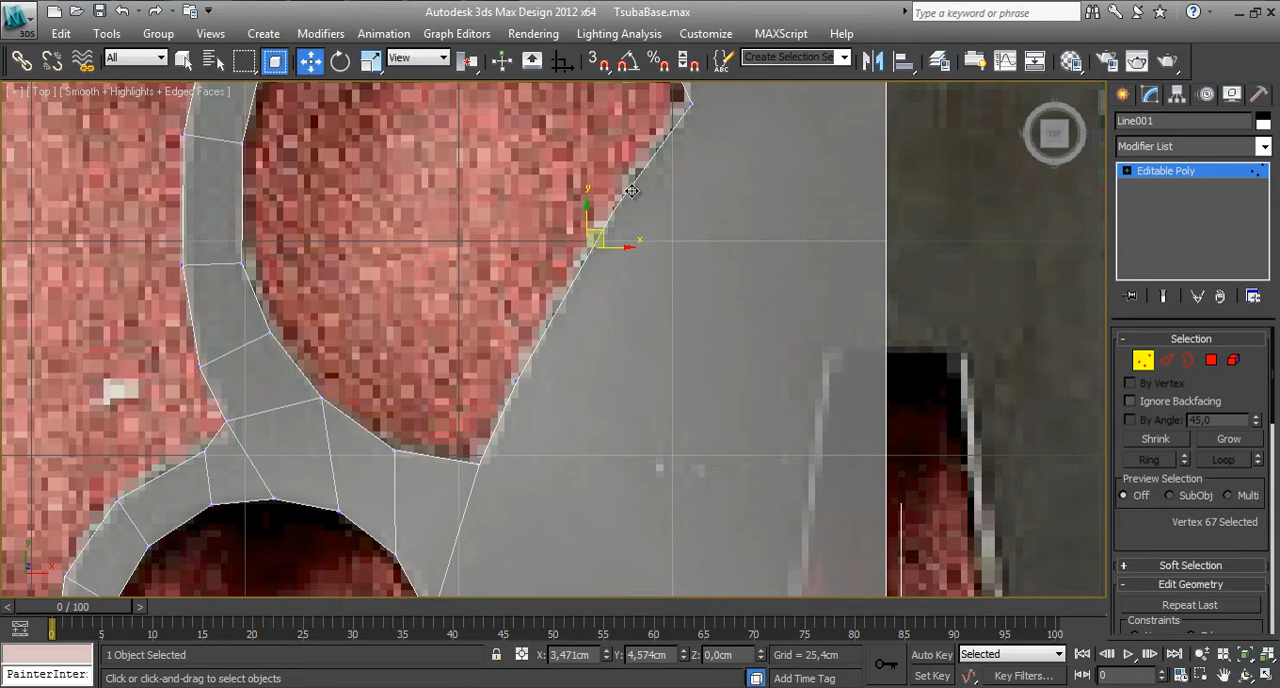 Autodesk 3ds Max Design 2012 x64 TsubaBase.max
Type a keyword or phrase
3DS
Edit Tools Group Views Create Modifiers Animation Graph Editors Rendering Lighting Analysis Customize MAXScript Help
All
View
Create Selection Se
[ + ] [ Top ] [ Smooth + Highlights + Edged Faces ]
TOP
Line001
Modifier List
Editable Poly
y
x
Selection
By Vertex
Ignore Backfacing
By Angle: 45,0
Shrink Grow
Ring Loop
Preview Selection
Off SubObj Multi
Vertex 67 Selected
Soft Selection
Edit Geometry
Repeat Last
Constraints
y
z x
0 / 100
0 5 10 15 20 25 30 35 40 45 50 55 60 65 70 75 80 85 90 95 100
1 Object Selected
X: 3,471cm Y: 4,574cm Z: 0,0cm Grid = 25,4cm
Auto Key Selected
PainterInter
Click or click-and-drag to select objects
Add Time Tag
Set Key Key Filters...
0